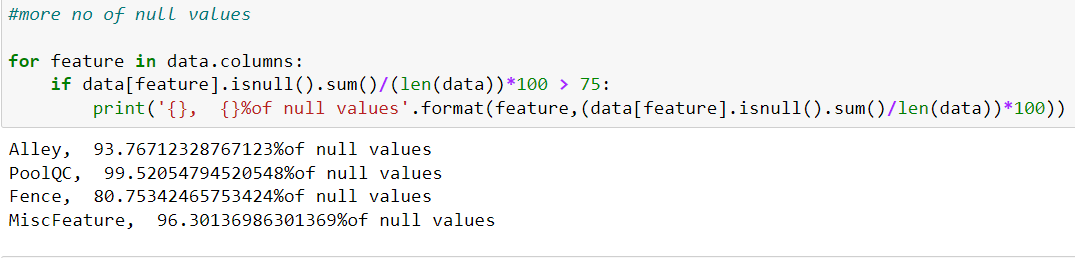 #more no of null values
for feature in data.columns:
    if data[feature].isnull().sum()/(len(data))*100 > 75:
        print('{},  {}%of null values'.format(feature,(data[feature].isnull().sum()/len(data))*100))
Alley,  93.76712328767123%of null values
PoolQC,  99.52054794520548%of null values
Fence,  80.75342465753424%of null values
MiscFeature,  96.30136986301369%of null values